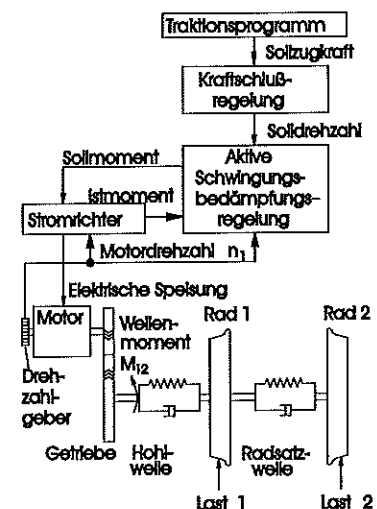 Traktionsprogramm
Sollzugkraft
Kraftschluß-
regelung
Solldrehzahl
Sollmoment
Aktive
Schwingungs-
bedämpfungs-
regelung
Istmoment
Stromrichter
Motordrehzahl n₁
Elektrische Speisung
Motor
Wellen-
moment
M₁₂
Rad 1
Rad 2
Dreh-
zahl-
geber
Getriebe
Hohl-
welle
Radsatz-
welle
Last 1
Last 2